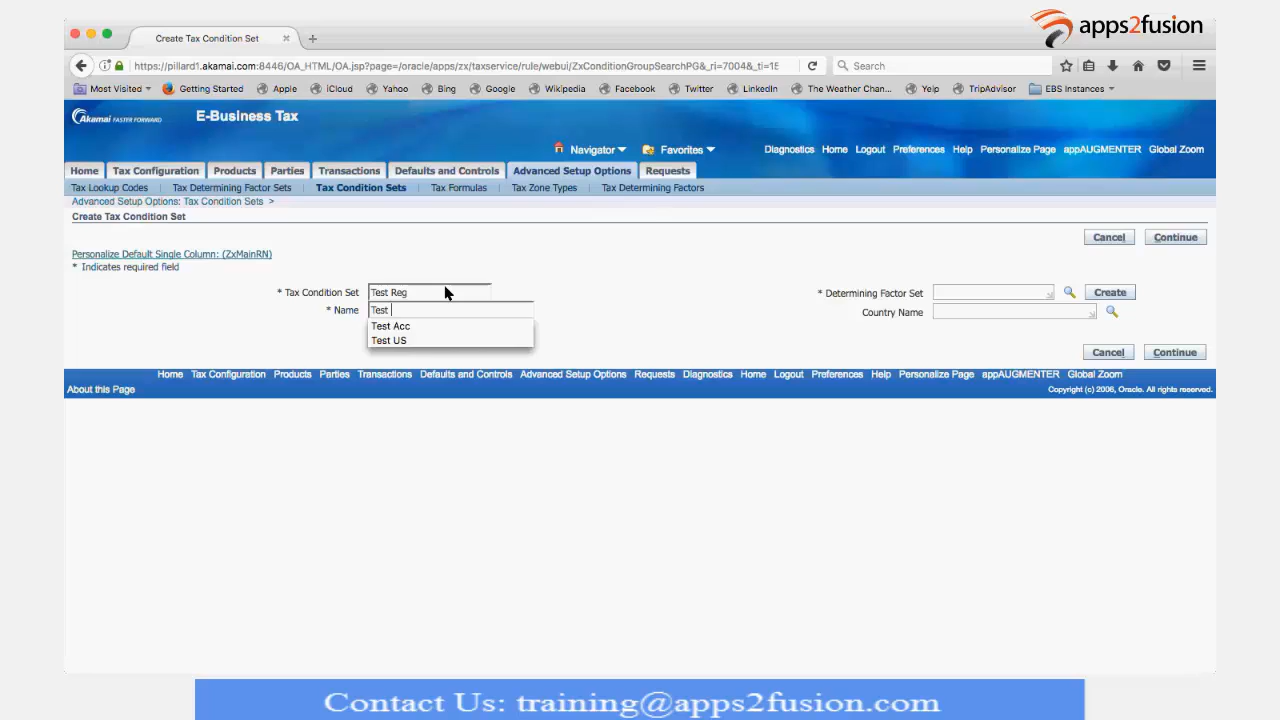 apps2fusion
Create Tax Condition Set
https://pillard1.akamai.com:8446/OA_HTML/OA.jsp?page=/oracle/apps/zx/taxservice/rule/webui/ZxConditionGroupSearchPG&_ri=7004&_ti=15
Search
Most Visited Getting Started Apple iCloud Yahoo Bing Google Wikipedia Facebook Twitter LinkedIn The Weather Chan... Yelp TripAdvisor EBS Instances
Akamai FASTER FORWARD E-Business Tax
Navigator Favorites Diagnostics Home Logout Preferences Help Personalize Page appAUGMENTER Global Zoom
Home Tax Configuration Products Parties Transactions Defaults and Controls Advanced Setup Options Requests
Tax Lookup Codes Tax Determining Factor Sets Tax Condition Sets Tax Formulas Tax Zone Types Tax Determining Factors
Advanced Setup Options: Tax Condition Sets >
Create Tax Condition Set
Cancel Continue
Personalize Default Single Column: (ZxMainRN)
* Indicates required field
* Tax Condition Set Test Reg * Determining Factor Set Create
* Name Test Country Name
Test Acc
Test US
Cancel Continue
Home Tax Configuration Products Parties Transactions Defaults and Controls Advanced Setup Options Requests Diagnostics Home Logout Preferences Help Personalize Page appAUGMENTER Global Zoom
About this Page Copyright (c) 2006, Oracle. All rights reserved.
Contact Us: training@apps2fusion.com